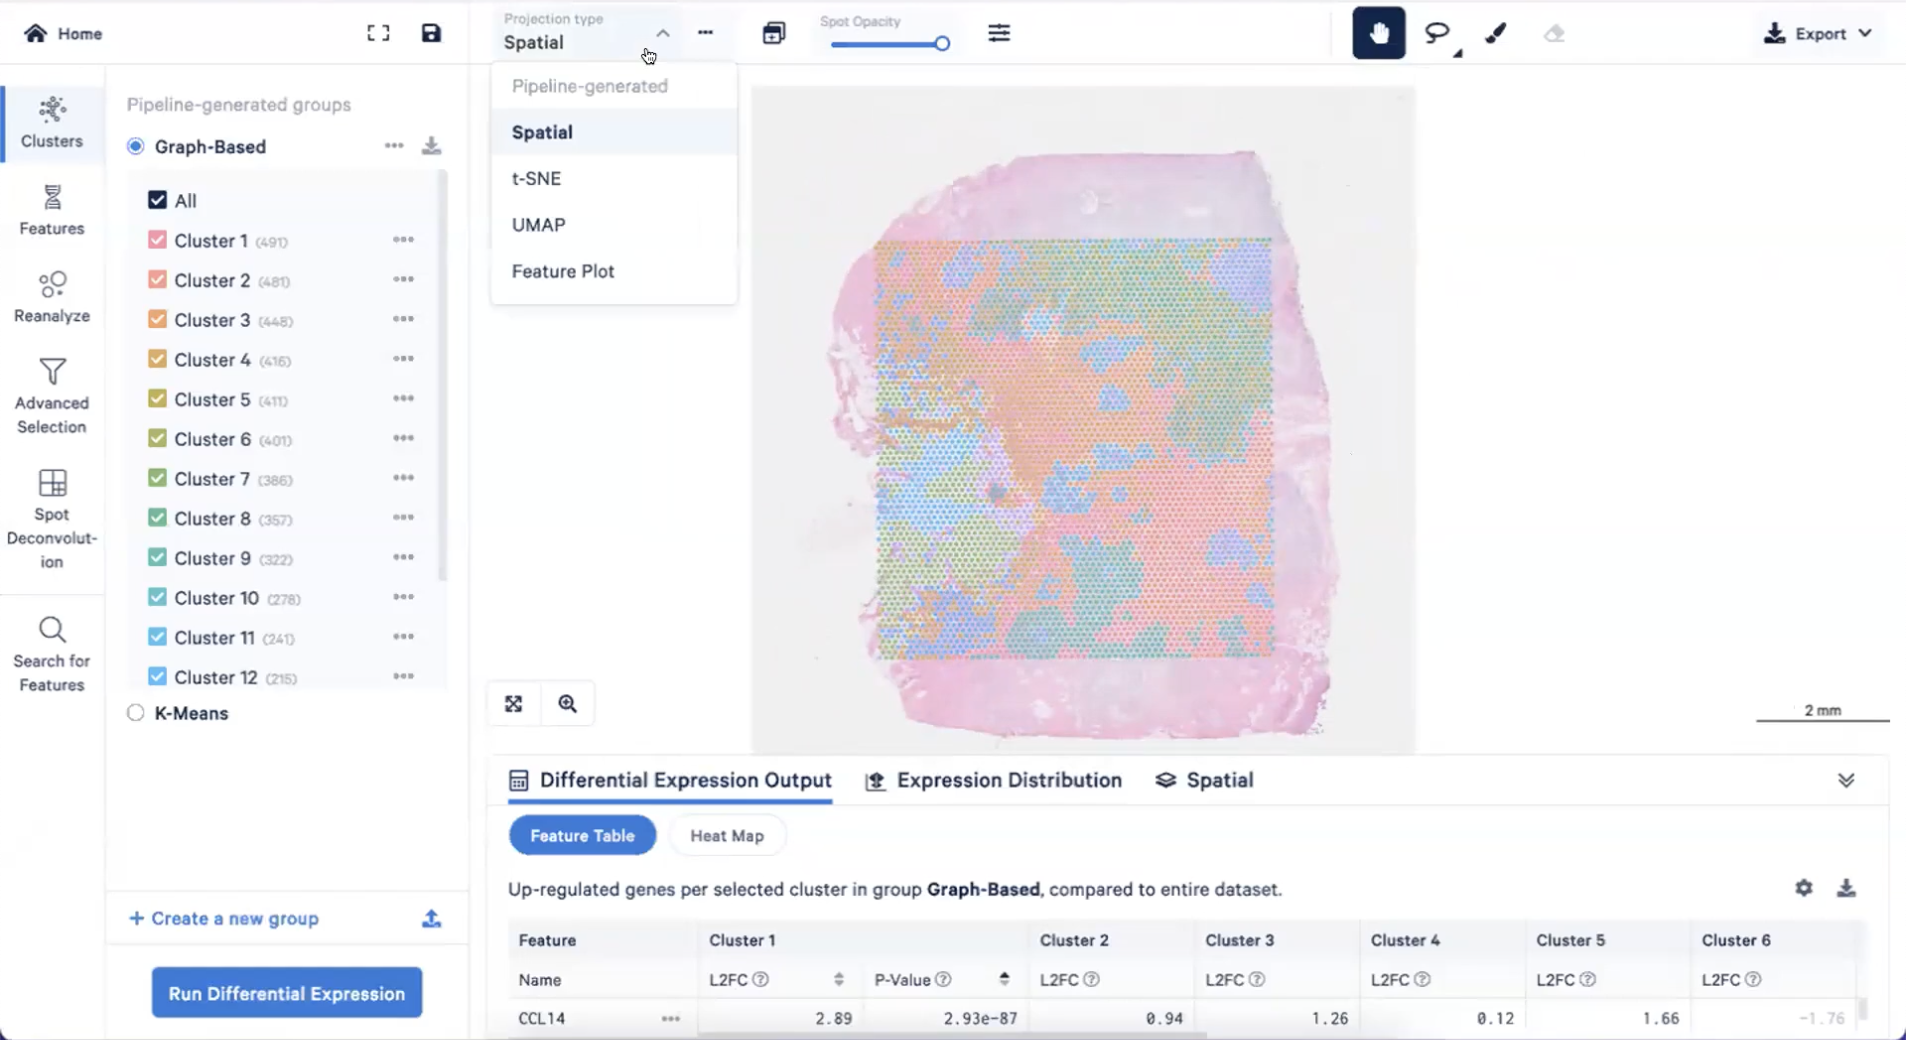 Home
Projection type
Spatial
Spot Opacity
Export
Pipeline-generated
Spatial
t-SNE
UMAP
Feature Plot
Clusters
Features
Reanalyze
Advanced
Selection
Spot
Deconvolut-
ion
Search for
Features
Pipeline-generated groups
Graph-Based
All
Cluster 1 (491)
Cluster 2 (481)
Cluster 3 (445)
Cluster 4 (416)
Cluster 5 (411)
Cluster 6 (401)
Cluster 7 (386)
Cluster 8 (357)
Cluster 9 (322)
Cluster 10 (278)
Cluster 11 (241)
Cluster 12 (215)
K-Means
+ Create a new group
Run Differential Expression
2 mm
Differential Expression Output
Expression Distribution
Spatial
Feature Table
Heat Map
Up-regulated genes per selected cluster in group Graph-Based, compared to entire dataset.
Feature Cluster 1 Cluster 2 Cluster 3 Cluster 4 Cluster 5 Cluster 6
Name L2FC P-Value L2FC L2FC L2FC L2FC L2FC
CCL14 2.89 2.93e-87 0.94 1.26 0.12 1.66 -1.76